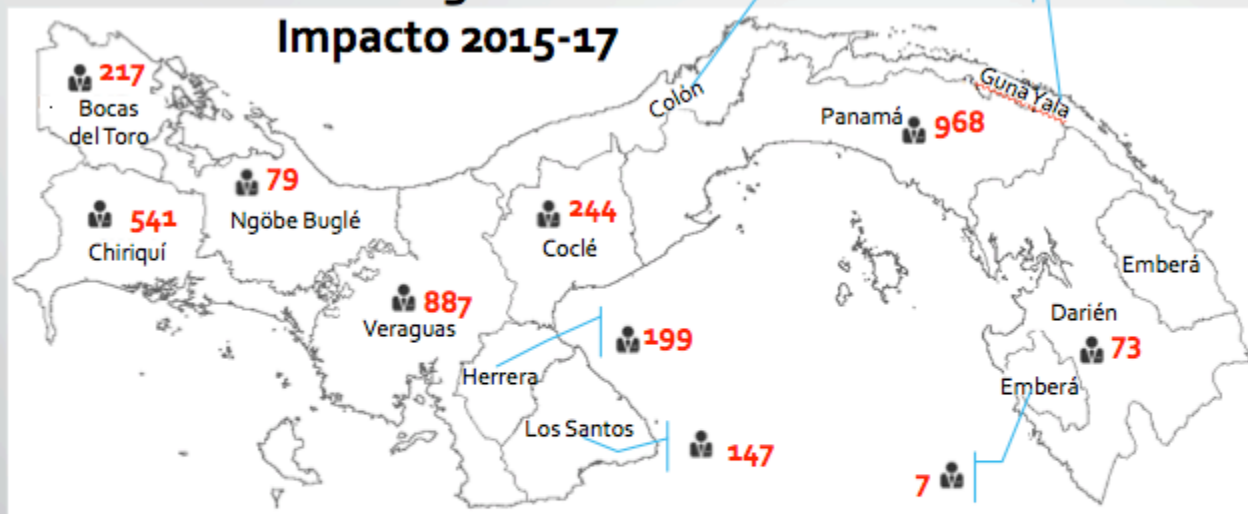 Impacto 2015-17
217
Bocas
del Toro
79
Ngöbe Buglé
541
Chiriquí
887
Veraguas
244
Coclé
Colón
Panamá
968
Guna Yala
Emberá
Darién
73
Emberá
7
199
Herrera
Los Santos
147